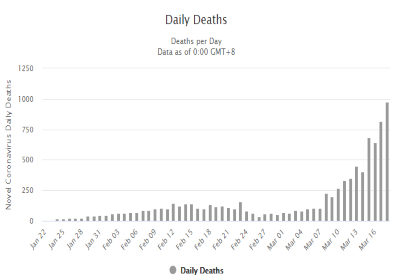 Daily Deaths
Deaths per Day
Data as of 0:00 GMT+8
Novel Coronavirus Daily Deaths
1250
1000
750
500
250
0
Jan 22
Jan 25
Jan 28
Jan 31
Feb 03
Feb 06
Feb 09
Feb 12
Feb 15
Feb 18
Feb 21
Feb 24
Feb 27
Mar 01
Mar 04
Mar 07
Mar 10
Mar 13
Mar 16
Daily Deaths